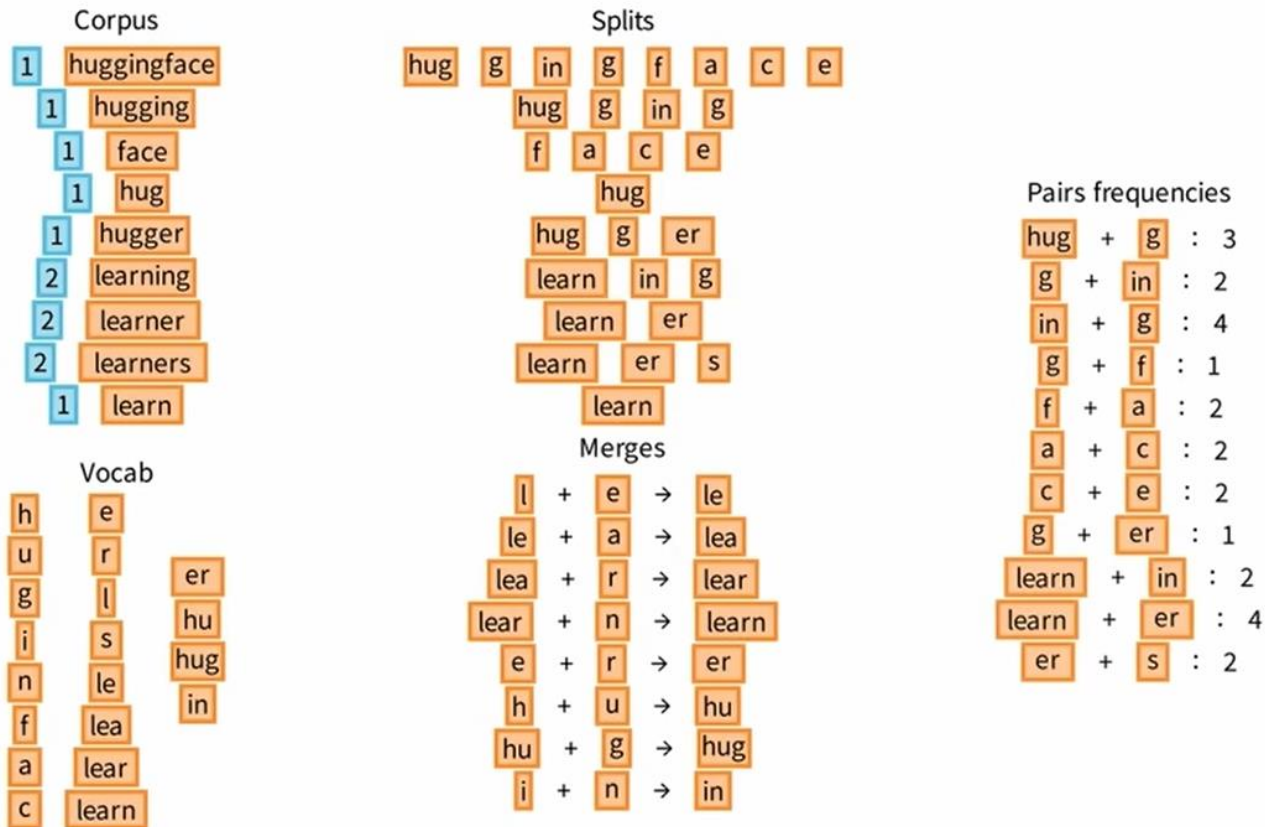 Corpus
1 huggingface
1 hugging
1 face
1 hug
1 hugger
2 learning
2 learner
2 learners
1 learn
Splits
hug g in g f a c e
hug g in g
f a c e
hug
hug g er
learn in g
learn er
learn er s
learn
Pairs frequencies
hug + g : 3
g + in : 2
in + g : 4
g + f : 1
f + a : 2
a + c : 2
c + e : 2
g + er : 1
learn + in : 2
learn + er : 4
er + s : 2
Vocab
h
u
g
i
n
f
a
c
e
r
l
s
le
lea
lear
learn
er
hu
hug
in
Merges
l + e → le
le + a → lea
lea + r → lear
lear + n → learn
e + r → er
h + u → hu
hu + g → hug
i + n → in